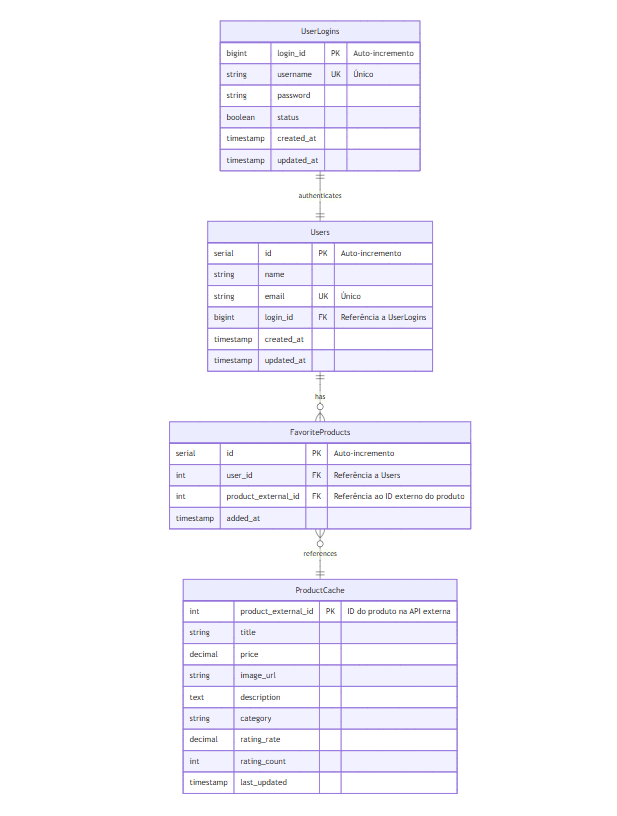 UserLogins
bigint login_id PK Auto-incremento
string username UK Único
string password
boolean status
timestamp created_at
timestamp updated_at
authenticates
Users
serial id PK Auto-incremento
string name
string email UK Único
bigint login_id FK Referência a UserLogins
timestamp created_at
timestamp updated_at
has
FavoriteProducts
serial id PK Auto-incremento
int user_id FK Referência a Users
int product_external_id FK Referência ao ID externo do produto
timestamp added_at
references
ProductCache
int product_external_id PK ID do produto na API externa
string title
decimal price
string image_url
text description
string category
decimal rating_rate
int rating_count
timestamp last_updated